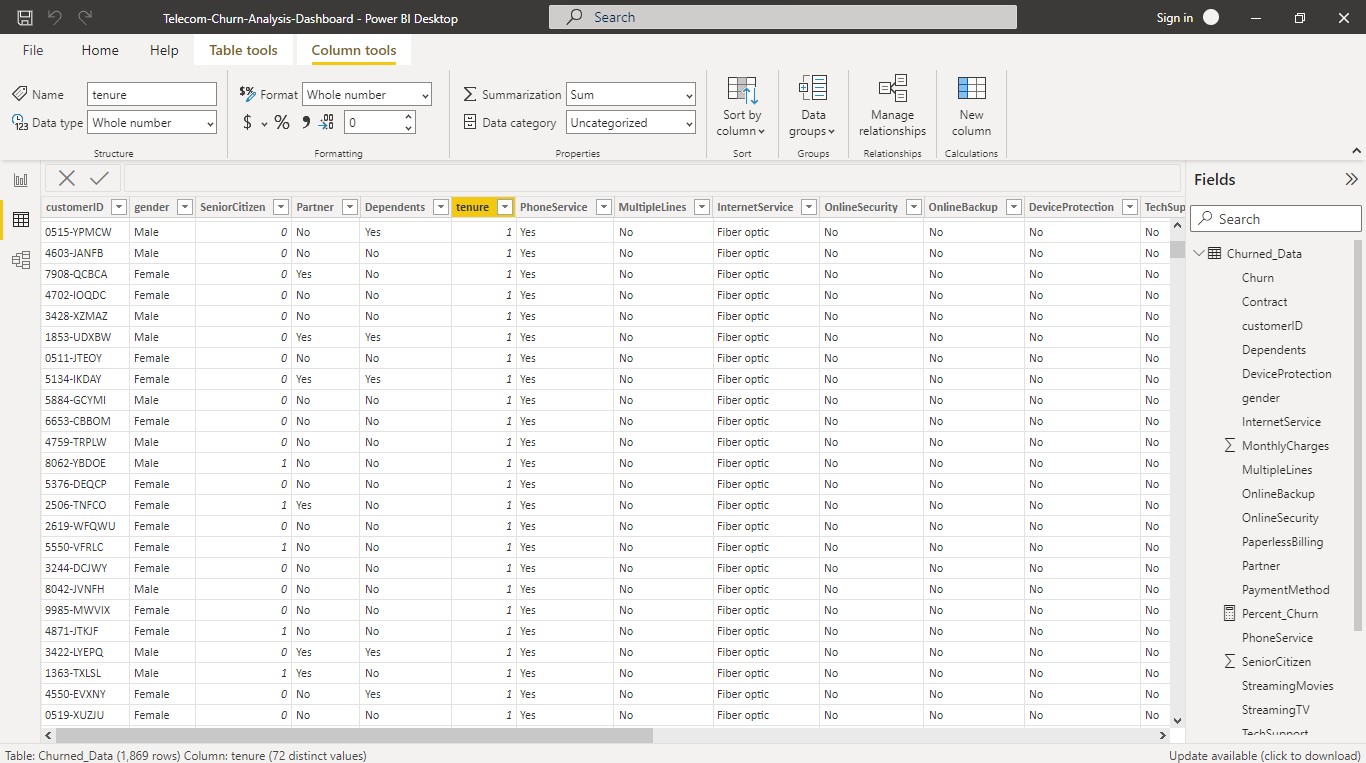 Telecom-Churn-Analysis-Dashboard - Power BI Desktop Search Sign in
File Home Help Table tools Column tools
Name tenure Format Whole number Summarization Sum Sort by column Data groups Manage relationships New column
Data type Whole number $ % 0 Data category Uncategorized
Structure Formatting Properties Sort Groups Relationships Calculations
customerID gender SeniorCitizen Partner Dependents tenure PhoneService MultipleLines InternetService OnlineSecurity OnlineBackup DeviceProtection TechSup
0515-YPMCW Male 0 No Yes 1 Yes No Fiber optic No No No No
4603-JANFB Male 0 No No 1 Yes No Fiber optic No No No No
7908-QCBCA Female 0 Yes No 1 Yes No Fiber optic No No No No
4702-IOQDC Female 0 No No 1 Yes No Fiber optic No No No No
3428-XZMAZ Male 0 No No 1 Yes No Fiber optic No No No No
1853-UDXBW Male 0 Yes Yes 1 Yes No Fiber optic No No No No
0511-JTEOY Female 0 No No 1 Yes No Fiber optic No No No No
5134-IKDAY Female 0 Yes Yes 1 Yes No Fiber optic No No No No
5884-GCYMI Male 0 No No 1 Yes No Fiber optic No No No No
6653-CBBOM Female 0 No No 1 Yes No Fiber optic No No No No
4759-TRPLW Male 0 No No 1 Yes No Fiber optic No No No No
8062-YBDOE Male 1 No No 1 Yes No Fiber optic No No No No
5376-DEQCP Female 0 No No 1 Yes No Fiber optic No No No No
2506-TNFCO Female 1 Yes No 1 Yes No Fiber optic No No No No
2619-WFQWU Female 0 No No 1 Yes No Fiber optic No No No No
5550-VFRLC Female 1 No No 1 Yes No Fiber optic No No No No
3244-DCJWY Female 0 No No 1 Yes No Fiber optic No No No No
8042-JVNFH Male 0 No No 1 Yes No Fiber optic No No No No
9985-MWVIX Female 0 No No 1 Yes No Fiber optic No No No No
4871-JTKJF Female 1 No No 1 Yes No Fiber optic No No No No
3422-LYEPQ Male 0 Yes Yes 1 Yes No Fiber optic No No No No
1363-TXLSL Male 1 Yes No 1 Yes No Fiber optic No No No No
4550-EVXNY Female 0 No Yes 1 Yes No Fiber optic No No No No
0519-XUZJU Female 0 No No 1 Yes No Fiber optic No No No No
Fields
Search
Churned_Data
Churn
Contract
customerID
Dependents
DeviceProtection
gender
InternetService
MonthlyCharges
MultipleLines
OnlineBackup
OnlineSecurity
PaperlessBilling
Partner
PaymentMethod
Percent_Churn
PhoneService
SeniorCitizen
StreamingMovies
StreamingTV
TechSupport
Table: Churned_Data (1,869 rows) Column: tenure (72 distinct values) Update available (click to download)